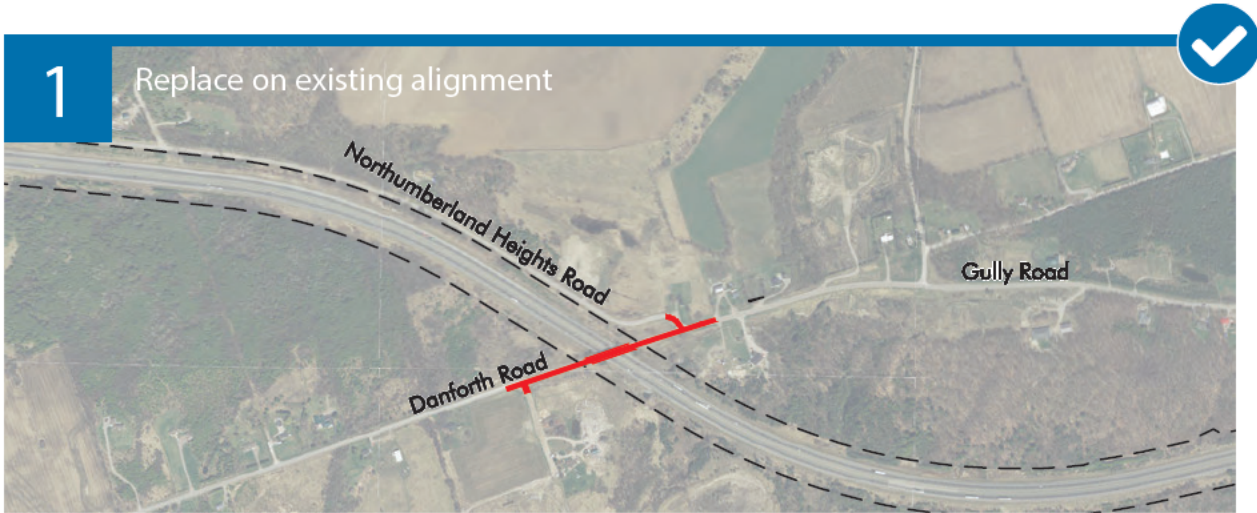 1
Replace on existing alignment
Northumberland Heights Road
Gully Road
Danforth Road